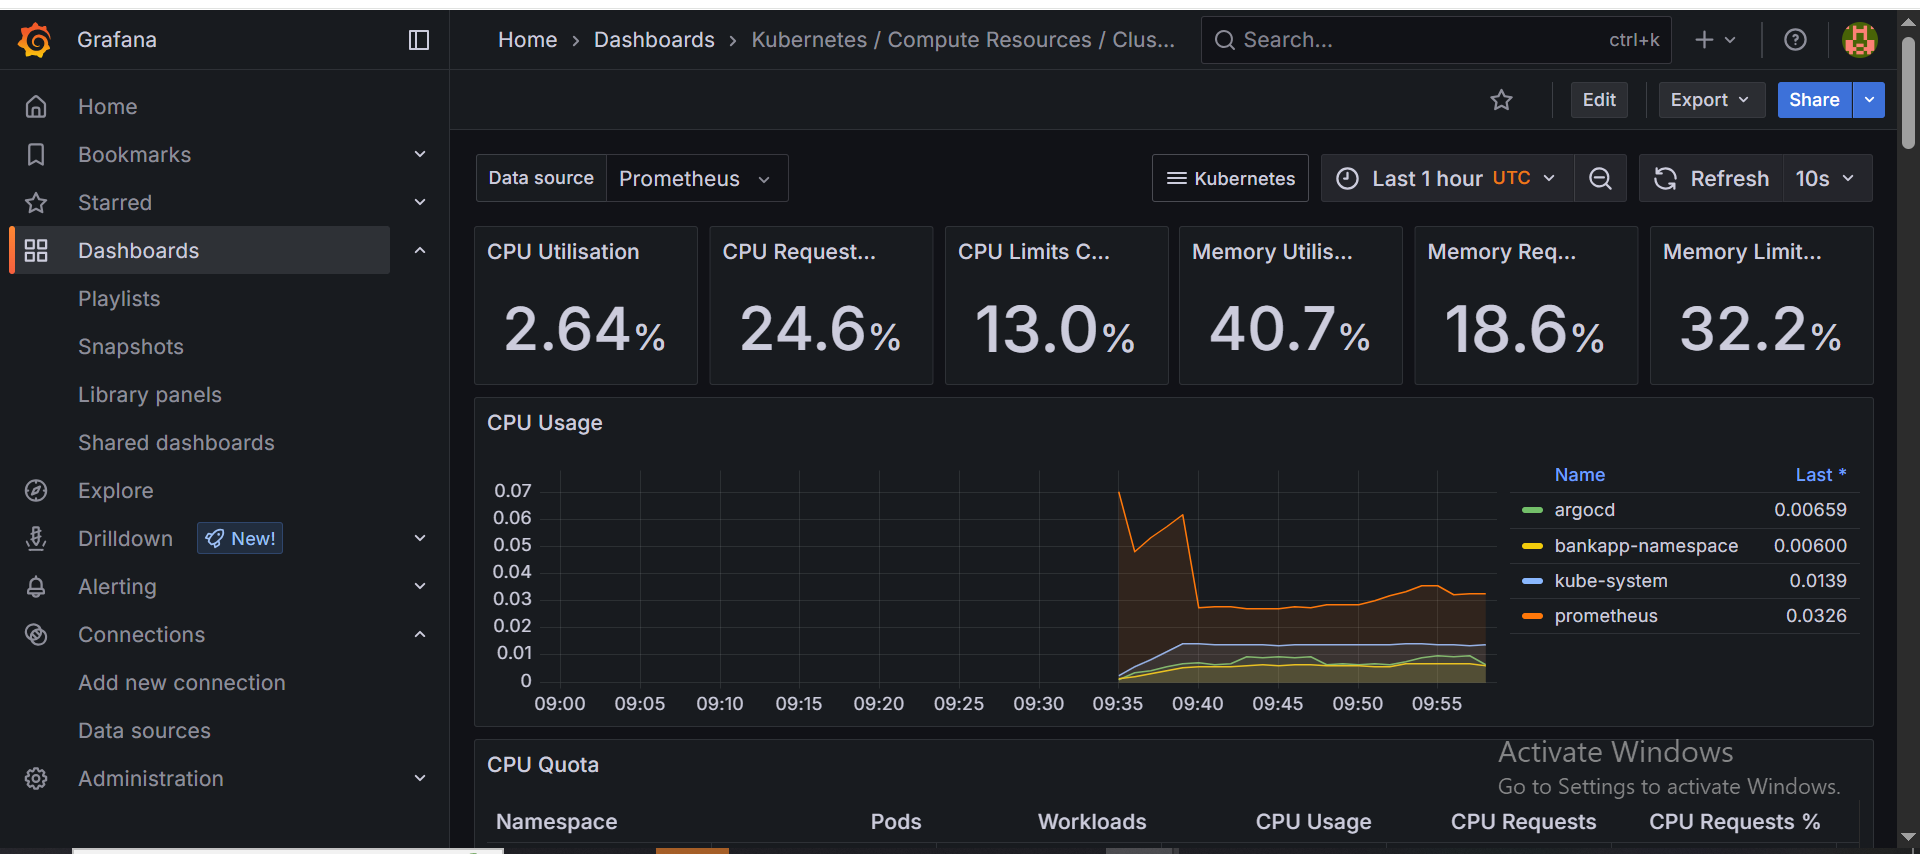 Grafana
Home › Dashboards › Kubernetes / Compute Resources / Clus...
Search... ctrl+k
Edit Export Share
Home
Bookmarks
Starred
Dashboards
Playlists
Snapshots
Library panels
Shared dashboards
Explore
Drilldown New!
Alerting
Connections
Add new connection
Data sources
Administration
Data source Prometheus
Kubernetes Last 1 hour UTC Refresh 10s
CPU Utilisation
2.64%
CPU Request...
24.6%
CPU Limits C...
13.0%
Memory Utilis...
40.7%
Memory Req...
18.6%
Memory Limit...
32.2%
CPU Usage
0.07
0.06
0.05
0.04
0.03
0.02
0.01
0
09:00 09:05 09:10 09:15 09:20 09:25 09:30 09:35 09:40 09:45 09:50 09:55
Name Last *
argocd 0.00659
bankapp-namespace 0.00600
kube-system 0.0139
prometheus 0.0326
CPU Quota
Namespace Pods Workloads CPU Usage CPU Requests CPU Requests %
Activate Windows
Go to Settings to activate Windows.